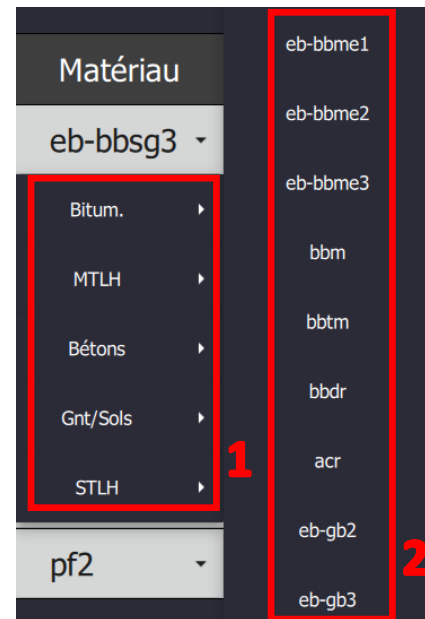 Matériau
eb-bbsg3
Bitum.
MTLH
Bétons
Gnt/Sols
STLH
1
pf2
eb-bbme1
eb-bbme2
eb-bbme3
bbm
bbtm
bbdr
acr
eb-gb2
eb-gb3
2